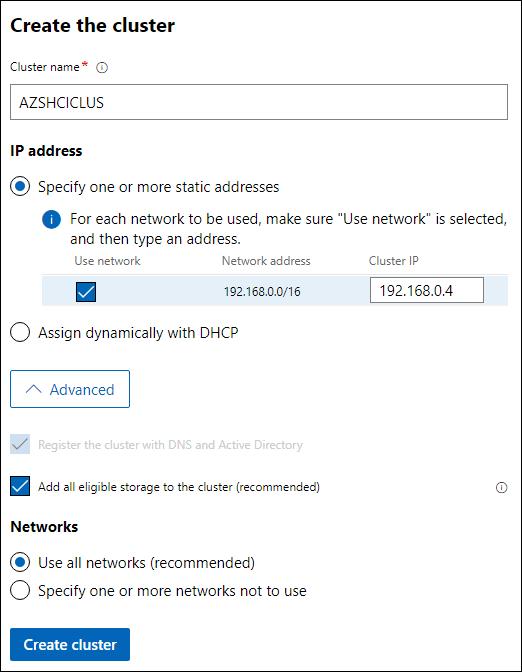 Create the cluster
Cluster name*
AZSHCICLUS
IP address
Specify one or more static addresses
For each network to be used, make sure "Use network" is selected,
and then type an address.
Use network Network address Cluster IP
192.168.0.0/16 192.168.0.4
Assign dynamically with DHCP
Advanced
Register the cluster with DNS and Active Directory
Add all eligible storage to the cluster (recommended)
Networks
Use all networks (recommended)
Specify one or more networks not to use
Create cluster